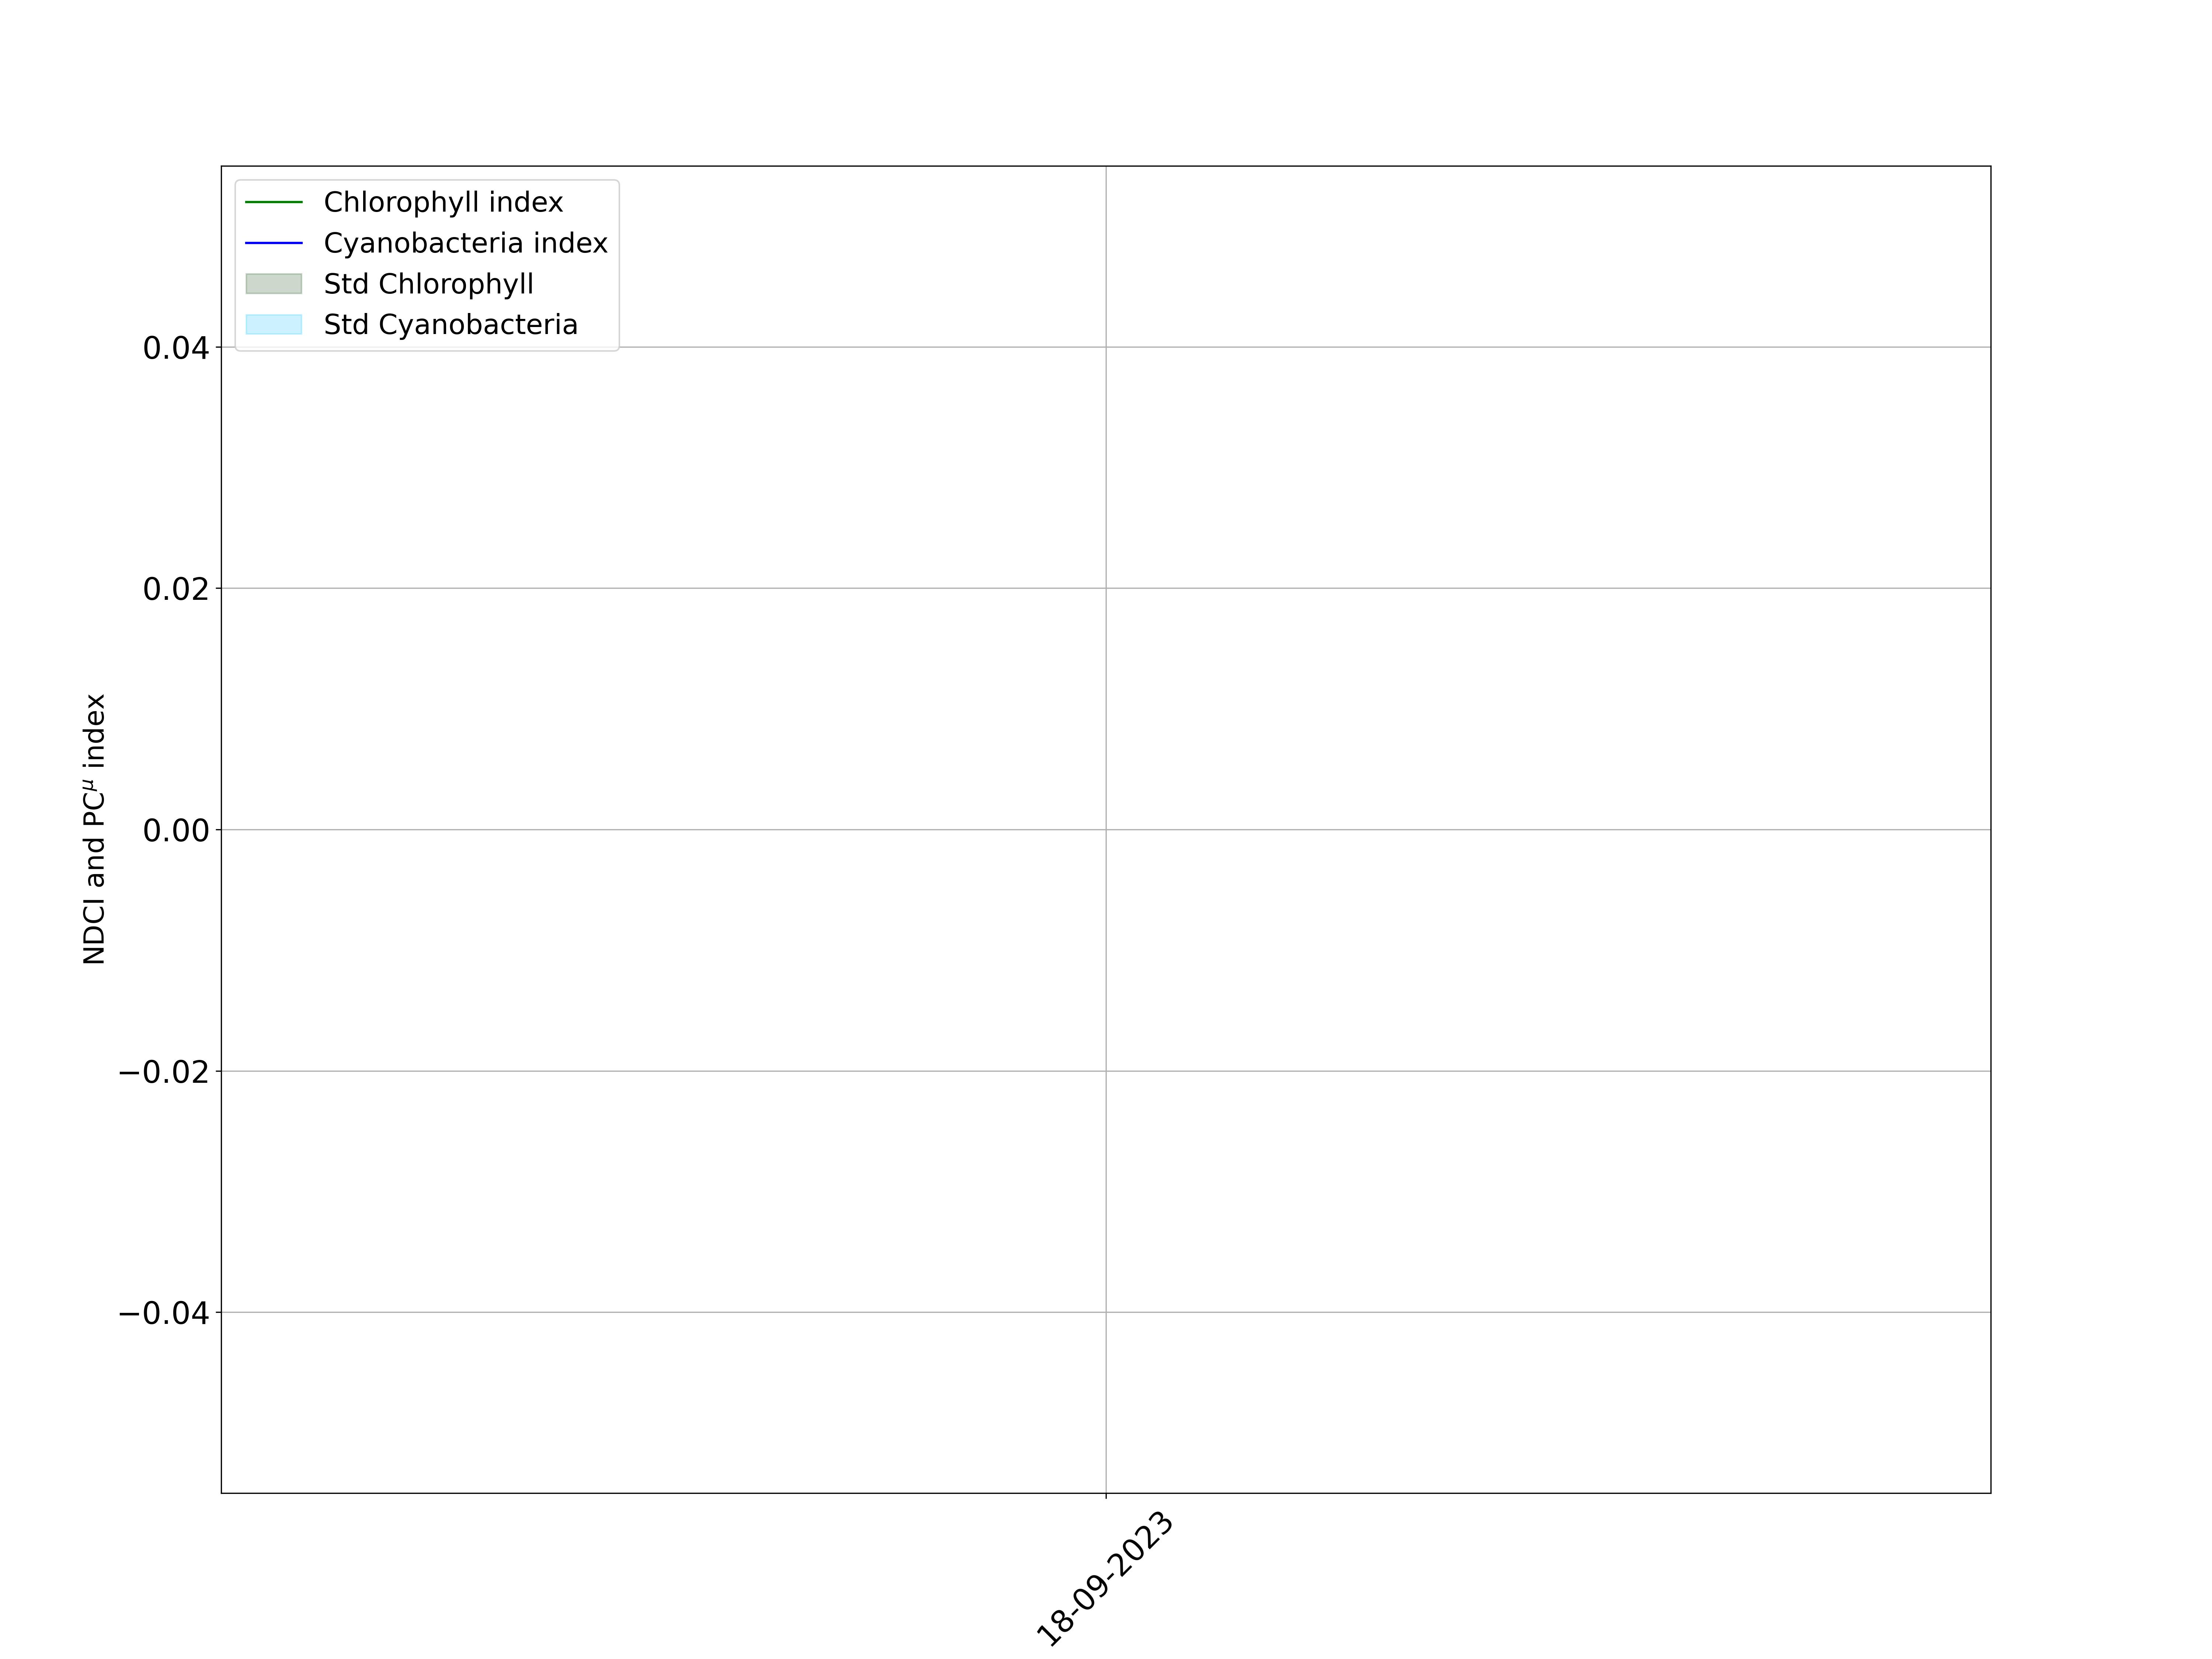 Chlorophyll index
Cyanobacteria index
Std Chlorophyll
Std Cyanobacteria
0.04
0.02
0.00
−0.02
−0.04
NDCI and PC^μ index
18-09-2023